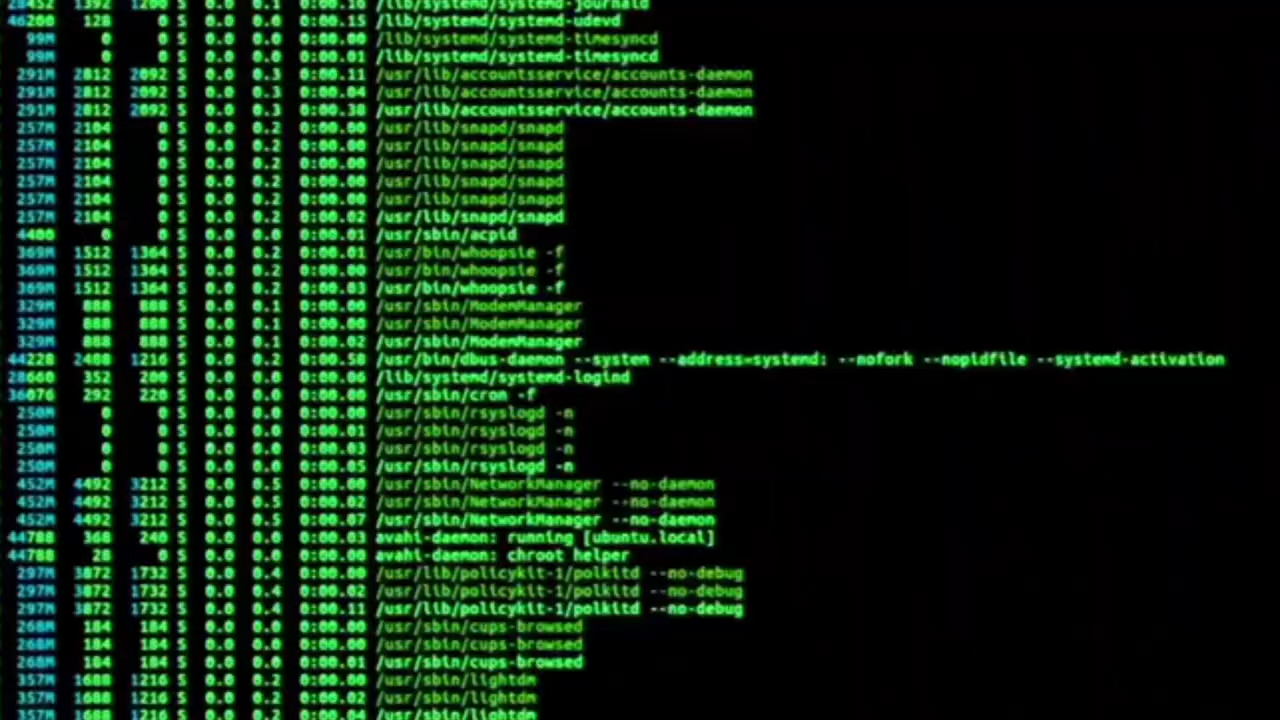 28452 1392 1200 S 0.0 0.1 0:00.16 /lib/systemd/systemd-journald
46200 128 0 S 0.0 0.0 0:00.15 /lib/systemd/systemd-udevd
99M 0 0 S 0.0 0.0 0:00.00 /lib/systemd/systemd-timesyncd
99M 0 0 S 0.0 0.0 0:00.01 /lib/systemd/systemd-timesyncd
291M 2812 2092 S 0.0 0.3 0:00.11 /usr/lib/accountsservice/accounts-daemon
291M 2812 2092 S 0.0 0.3 0:00.04 /usr/lib/accountsservice/accounts-daemon
291M 2812 2092 S 0.0 0.3 0:00.38 /usr/lib/accountsservice/accounts-daemon
257M 2104 0 S 0.0 0.2 0:00.00 /usr/lib/snapd/snapd
257M 2104 0 S 0.0 0.2 0:00.00 /usr/lib/snapd/snapd
257M 2104 0 S 0.0 0.2 0:00.00 /usr/lib/snapd/snapd
257M 2104 0 S 0.0 0.2 0:00.00 /usr/lib/snapd/snapd
257M 2104 0 S 0.0 0.2 0:00.00 /usr/lib/snapd/snapd
257M 2104 0 S 0.0 0.2 0:00.02 /usr/lib/snapd/snapd
4400 0 0 S 0.0 0.0 0:00.01 /usr/sbin/acpid
369M 1512 1364 S 0.0 0.2 0:00.01 /usr/bin/whoopsie -f
369M 1512 1364 S 0.0 0.2 0:00.00 /usr/bin/whoopsie -f
369M 1512 1364 S 0.0 0.2 0:00.03 /usr/bin/whoopsie -f
329M 888 888 S 0.0 0.1 0:00.00 /usr/sbin/ModemManager
329M 888 888 S 0.0 0.1 0:00.00 /usr/sbin/ModemManager
329M 888 888 S 0.0 0.1 0:00.02 /usr/sbin/ModemManager
44228 2488 1216 S 0.0 0.2 0:00.58 /usr/bin/dbus-daemon --system --address=systemd: --nofork --nopidfile --systemd-activation
28660 352 200 S 0.0 0.0 0:00.06 /lib/systemd/systemd-logind
36076 292 220 S 0.0 0.0 0:00.00 /usr/sbin/cron -f
250M 0 0 S 0.0 0.0 0:00.00 /usr/sbin/rsyslogd -n
250M 0 0 S 0.0 0.0 0:00.01 /usr/sbin/rsyslogd -n
250M 0 0 S 0.0 0.0 0:00.03 /usr/sbin/rsyslogd -n
250M 0 0 S 0.0 0.0 0:00.05 /usr/sbin/rsyslogd -n
452M 4492 3212 S 0.0 0.5 0:00.00 /usr/sbin/NetworkManager --no-daemon
452M 4492 3212 S 0.0 0.5 0:00.02 /usr/sbin/NetworkManager --no-daemon
452M 4492 3212 S 0.0 0.5 0:00.07 /usr/sbin/NetworkManager --no-daemon
44788 368 240 S 0.0 0.0 0:00.03 avahi-daemon: running [ubuntu.local]
44788 28 0 S 0.0 0.0 0:00.00 avahi-daemon: chroot helper
297M 3872 1732 S 0.0 0.4 0:00.00 /usr/lib/policykit-1/polkitd --no-debug
297M 3872 1732 S 0.0 0.4 0:00.02 /usr/lib/policykit-1/polkitd --no-debug
297M 3872 1732 S 0.0 0.4 0:00.11 /usr/lib/policykit-1/polkitd --no-debug
268M 184 184 S 0.0 0.0 0:00.00 /usr/sbin/cups-browsed
268M 184 184 S 0.0 0.0 0:00.00 /usr/sbin/cups-browsed
268M 184 184 S 0.0 0.0 0:00.01 /usr/sbin/cups-browsed
357M 1688 1216 S 0.0 0.2 0:00.00 /usr/sbin/lightdm
357M 1688 1216 S 0.0 0.2 0:00.02 /usr/sbin/lightdm
357M 1688 1216 S 0.0 0.2 0:00.04 /usr/sbin/lightdm